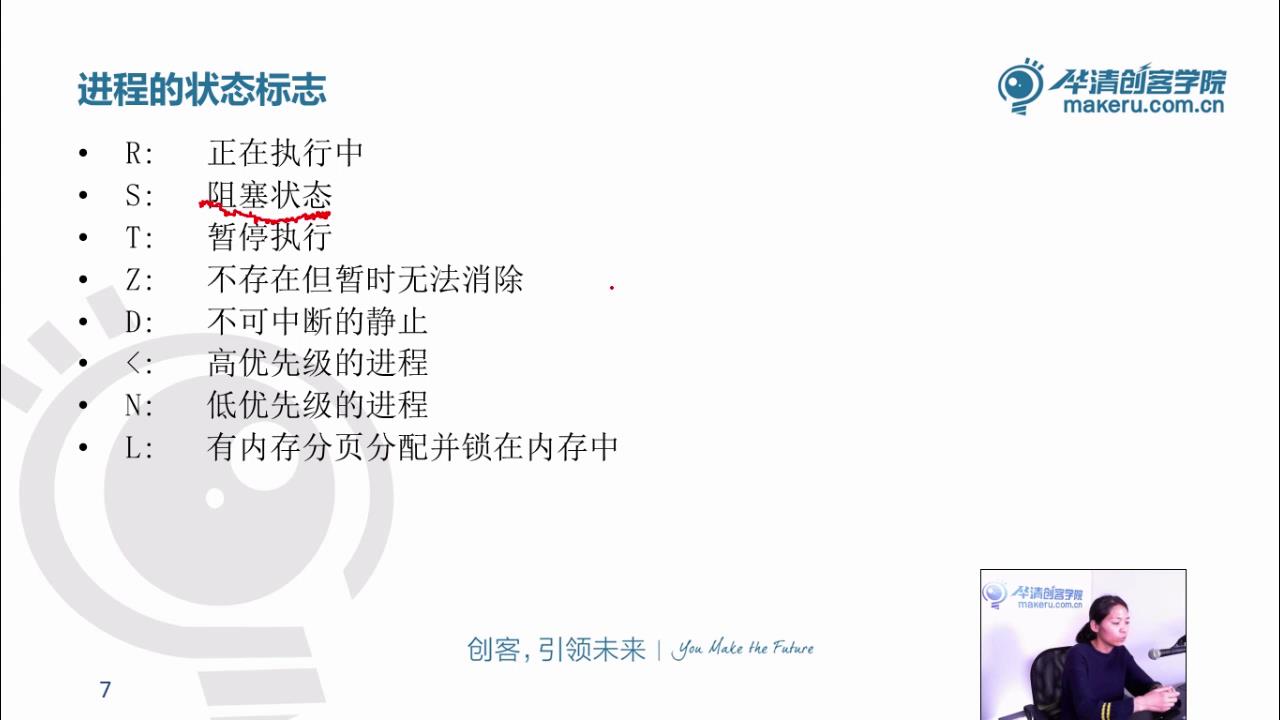 进程的状态标志
华清创客学院
makeru.com.cn
• R: 正在执行中
• S: 阻塞状态
• T: 暂停执行
• Z: 不存在但暂时无法消除
• D: 不可中断的静止
• <: 高优先级的进程
• N: 低优先级的进程
• L: 有内存分页分配并锁在内存中
华清创客学院
makeru.com.cn
创客,引领未来 | You Make the Future
7